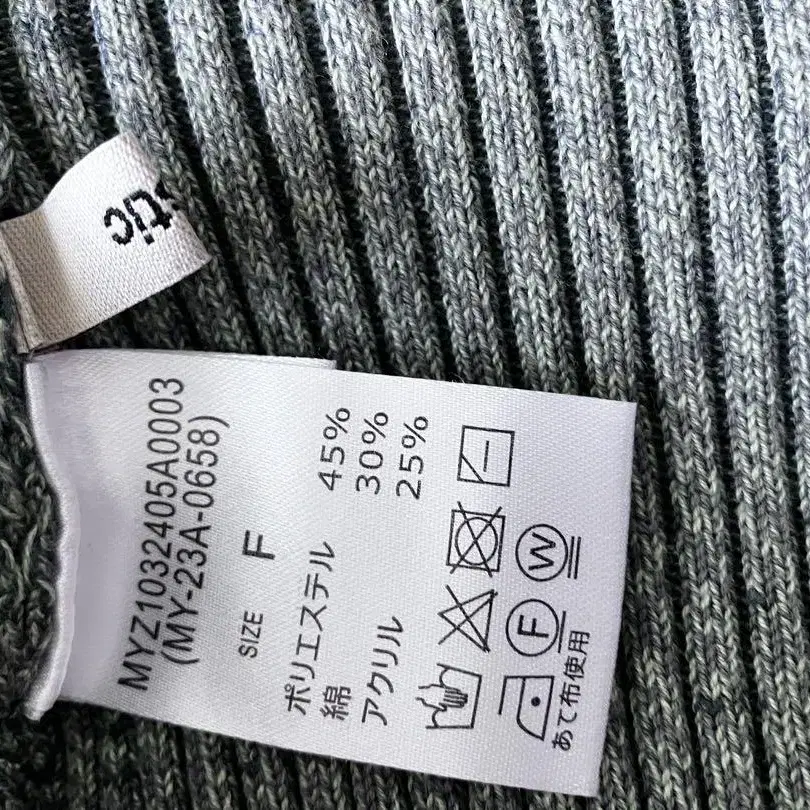 stic
MYZ1032405A0003
(MY-23A-0658)
SIZE F
ポリエステル 45%
綿 30%
アクリル 25%
F W
あて布使用